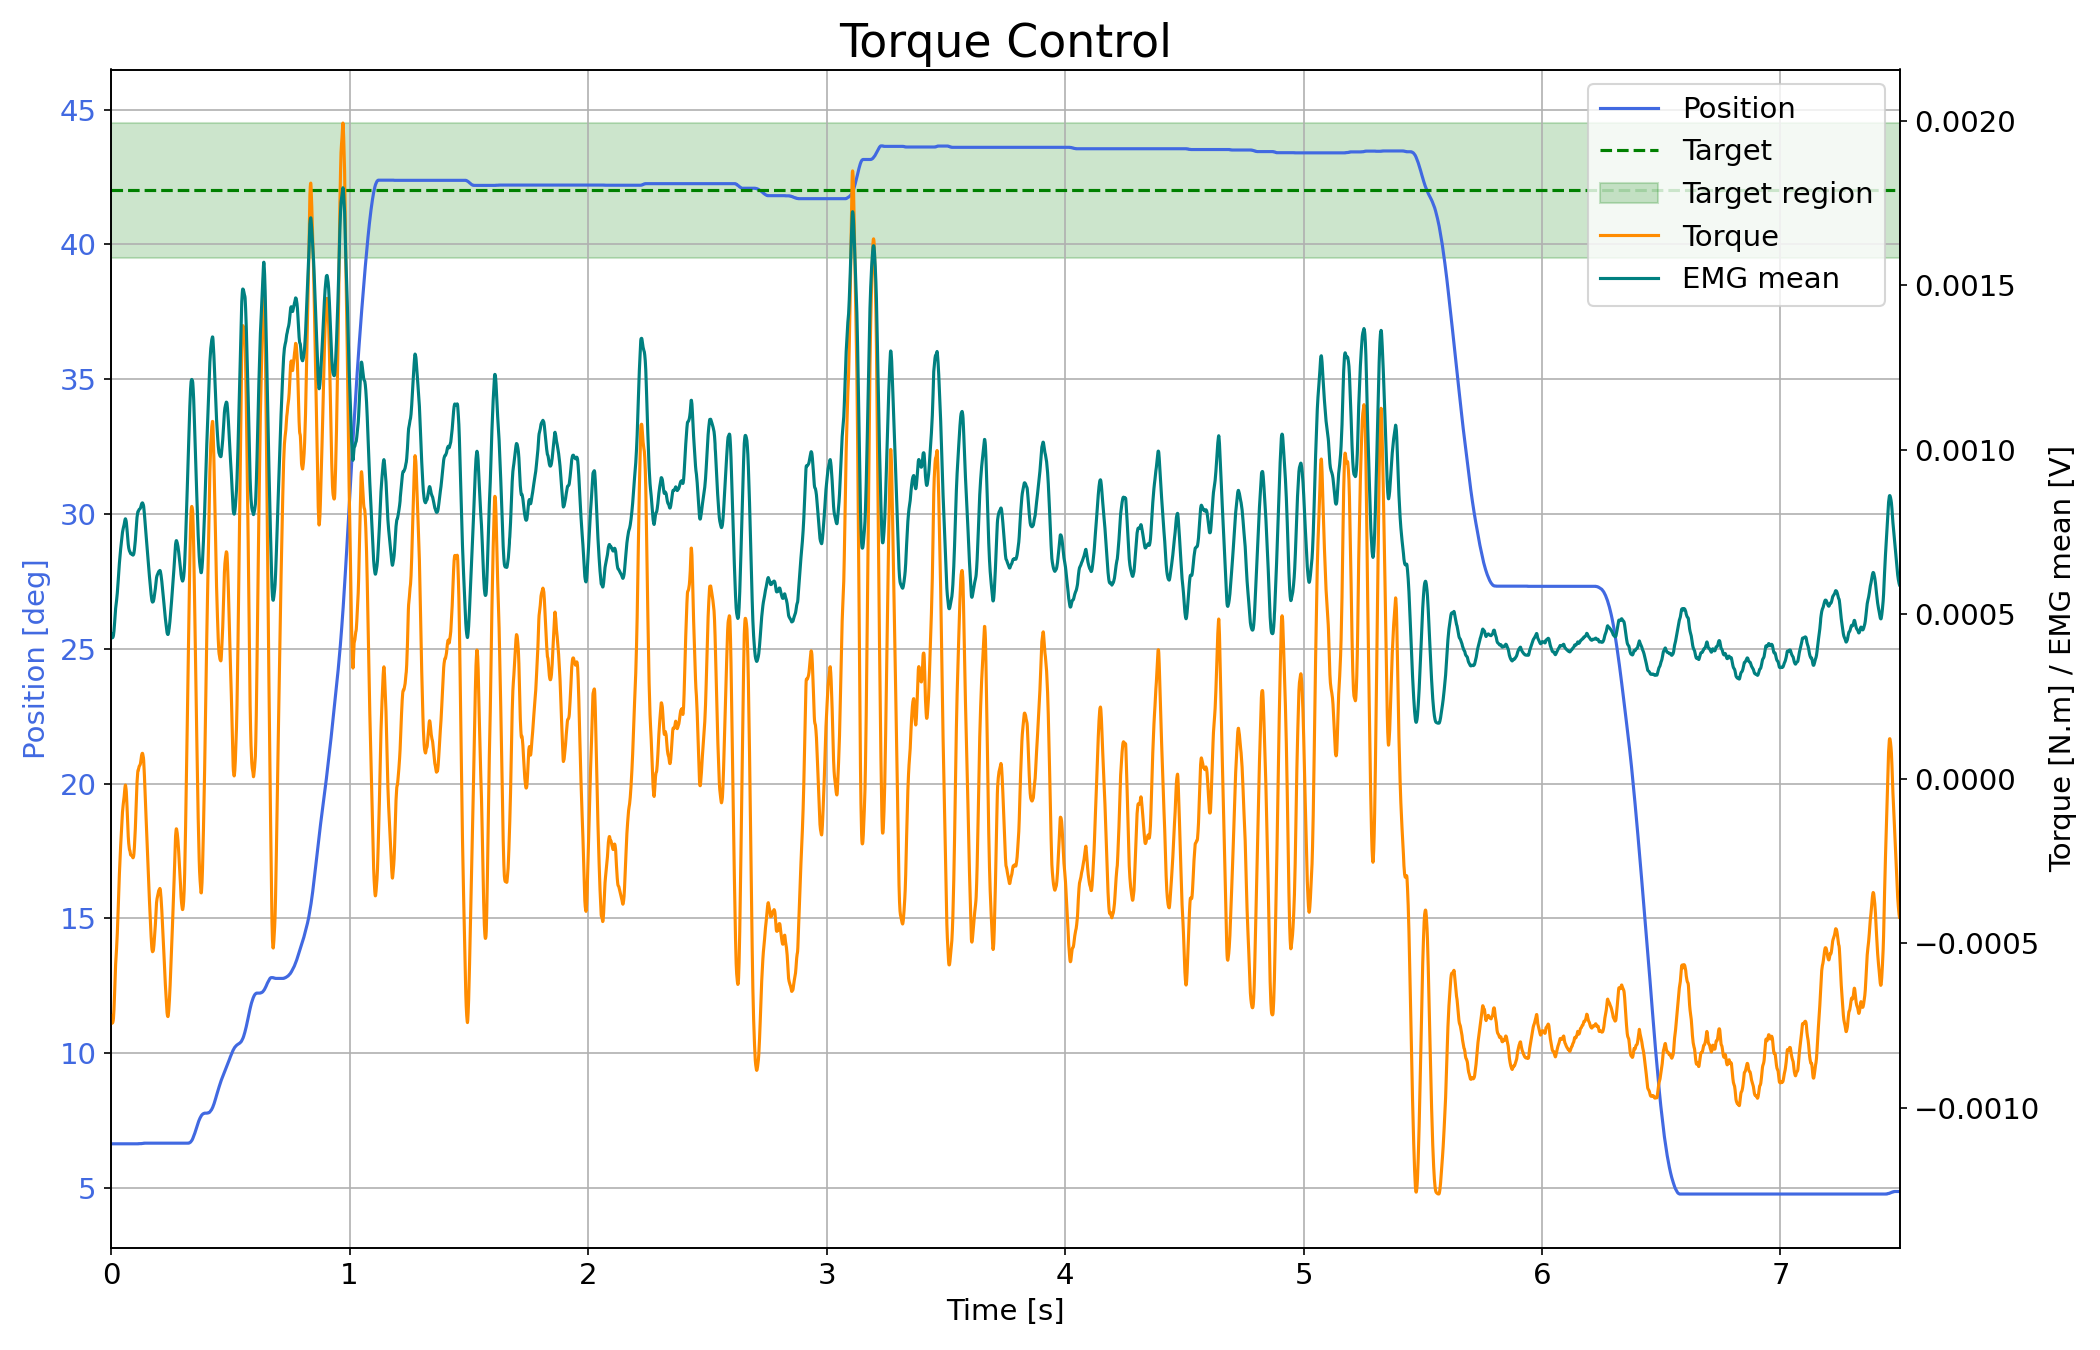 Torque Control
45
40
35
30
25
20
15
10
5
Position [deg]
0 1 2 3 4 5 6 7
Time [s]
0.0020
0.0015
0.0010
0.0005
0.0000
−0.0005
−0.0010
Torque [N.m] / EMG mean [V]
Position
Target
Target region
Torque
EMG mean